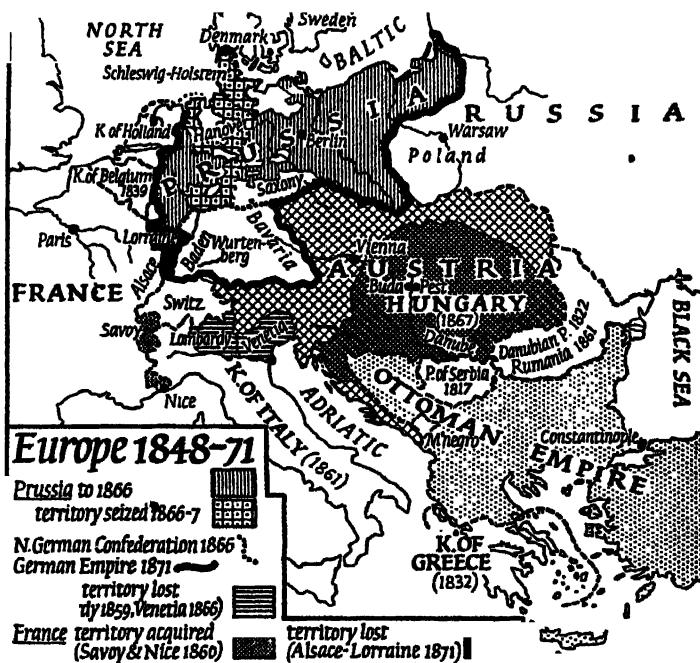 NORTH
SEA
Sweden
Denmark
BALTIC
Schleswig-Holstein
K of Holland
Hanover
PRUSSIA
Berlin
RUSSIA
Warsaw
Poland
K. of Belgium
1839
Saxony
Paris
Lorraine
Alsace
Baden
Wurten-
berg
Bavaria
Vienna
AUSTRIA
Buda Pest
HUNGARY
(1867)
FRANCE
Switz
Savoy
Lombardy
Venetia
Danube
Danubian P. 1822
Rumania 1861
P. of Serbia
1817
BLACK SEA
Nice
K. OF ITALY (1861)
ADRIATIC
OTTOMAN
EMPIRE
M'negro
Constantinople
K. OF
GREECE
(1832)
Europe 1848-71
Prussia to 1866
territory seized 1866-7
N. German Confederation 1866
German Empire 1871
territory lost
1859, Venetia 1866)
France territory acquired
(Savoy & Nice 1860)
territory lost
(Alsace-Lorraine 1871)